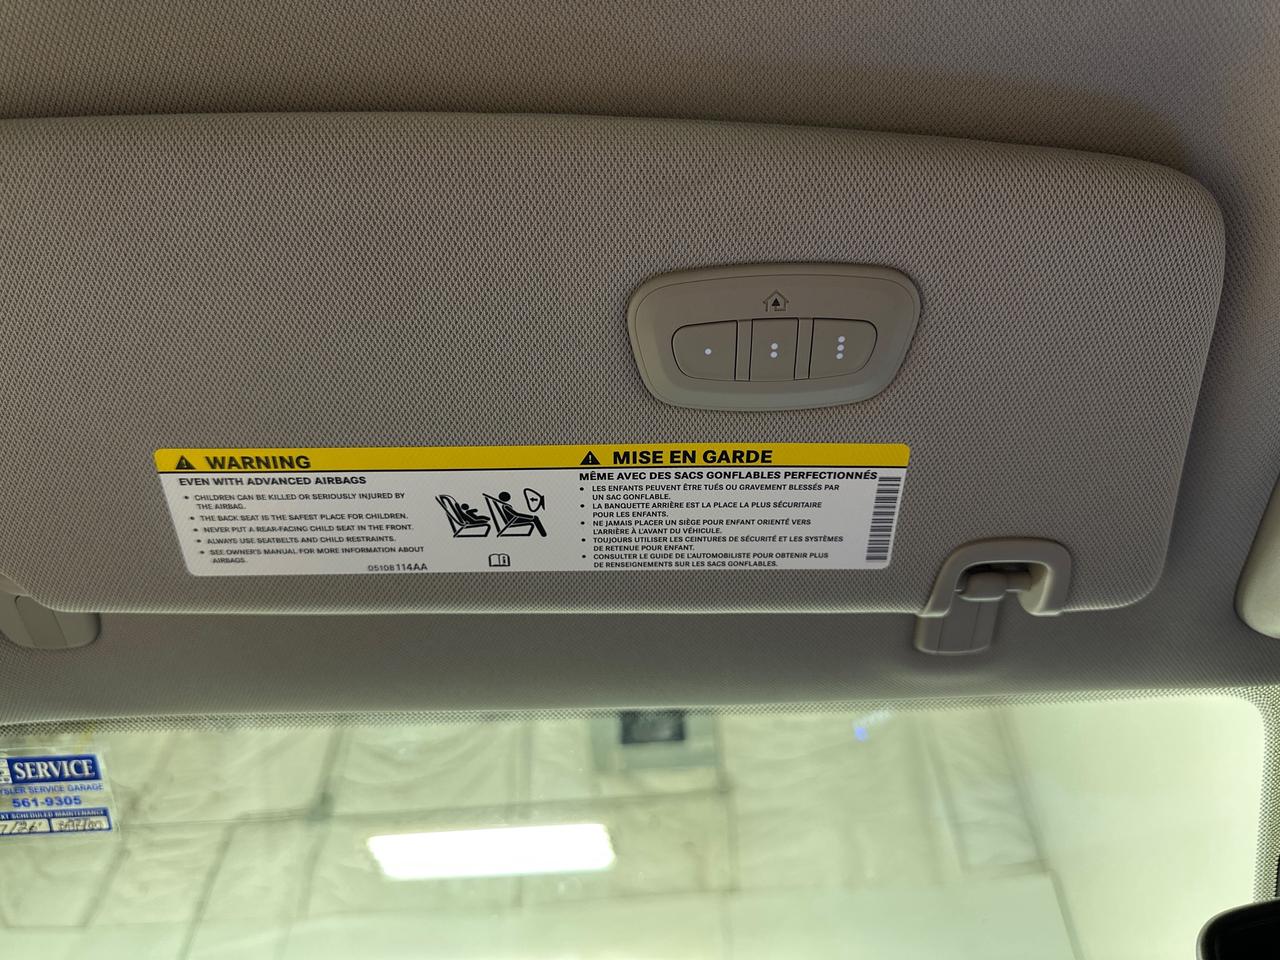 WARNING
EVEN WITH ADVANCED AIRBAGS
• CHILDREN CAN BE KILLED OR SERIOUSLY INJURED BY
THE AIRBAG.
• THE BACK SEAT IS THE SAFEST PLACE FOR CHILDREN.
• NEVER PUT A REAR-FACING CHILD SEAT IN THE FRONT.
• ALWAYS USE SEATBELTS AND CHILD RESTRAINTS.
• SEE OWNER'S MANUAL FOR MORE INFORMATION ABOUT
AIRBAGS.
05108114AA
MISE EN GARDE
MÊME AVEC DES SACS GONFLABLES PERFECTIONNÉS
• LES ENFANTS PEUVENT ÊTRE TUÉS OU GRAVEMENT BLESSÉS PAR
UN SAC GONFLABLE.
• LA BANQUETTE ARRIÈRE EST LA PLACE LA PLUS SÉCURITAIRE
POUR LES ENFANTS.
• NE JAMAIS PLACER UN SIÈGE POUR ENFANT ORIENTÉ VERS
L'ARRIÈRE À L'AVANT DU VÉHICULE.
• TOUJOURS UTILISER LES CEINTURES DE SÉCURITÉ ET LES SYSTÈMES
DE RETENUE POUR ENFANT.
• CONSULTER LE GUIDE DE L'AUTOMOBILISTE POUR OBTENIR PLUS
DE RENSEIGNEMENTS SUR LES SACS GONFLABLES.
SERVICE
YSLER SERVICE GARAGE
561-9305
XT SCHEDULED MAINTENANCE